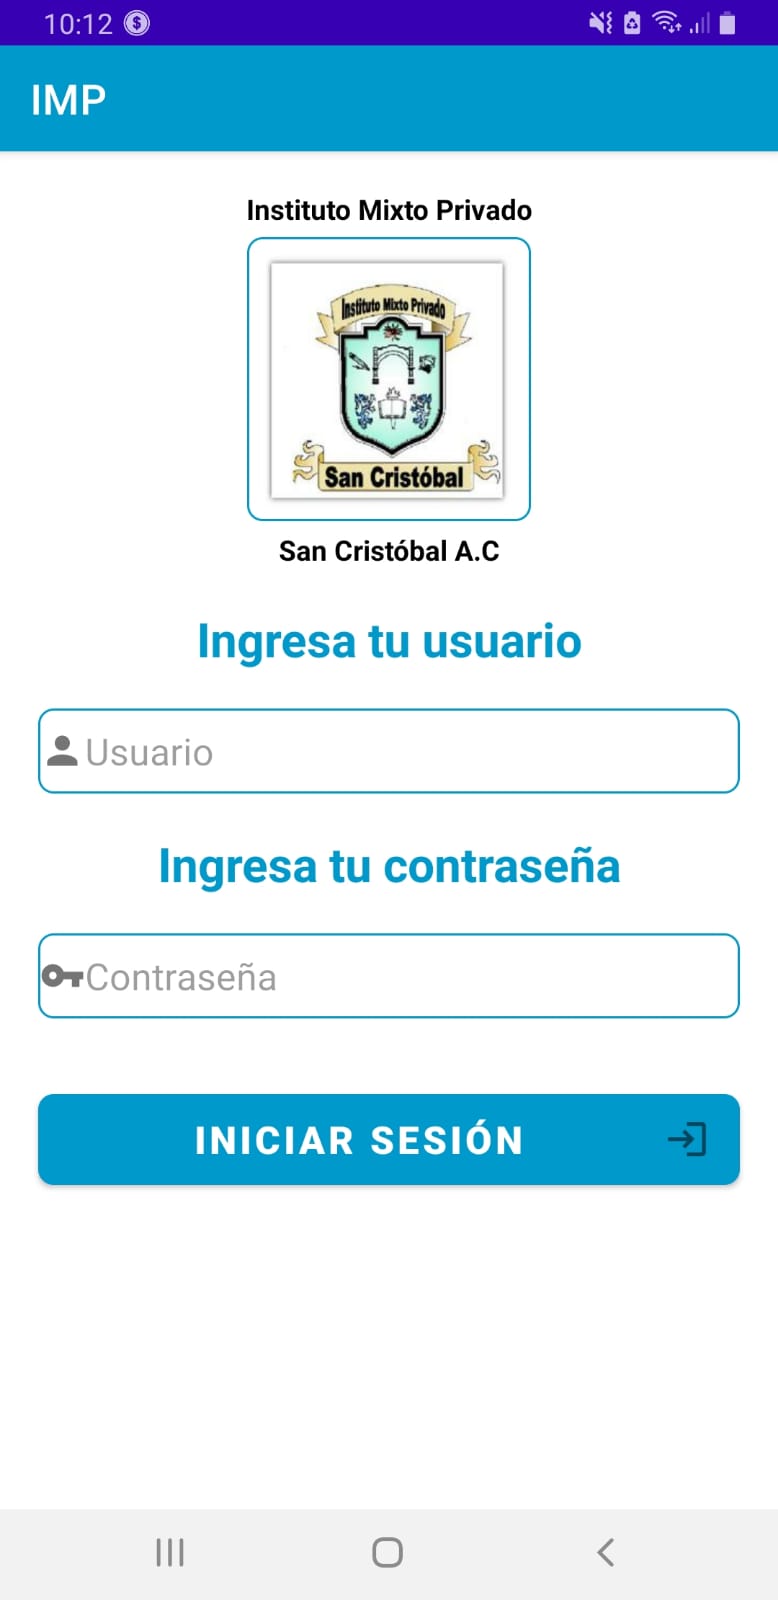 10:12
IMP
Instituto Mixto Privado
Instituto Mixto Privado
San Cristóbal
San Cristóbal A.C
Ingresa tu usuario
Usuario
Ingresa tu contraseña
Contraseña
INICIAR SESIÓN